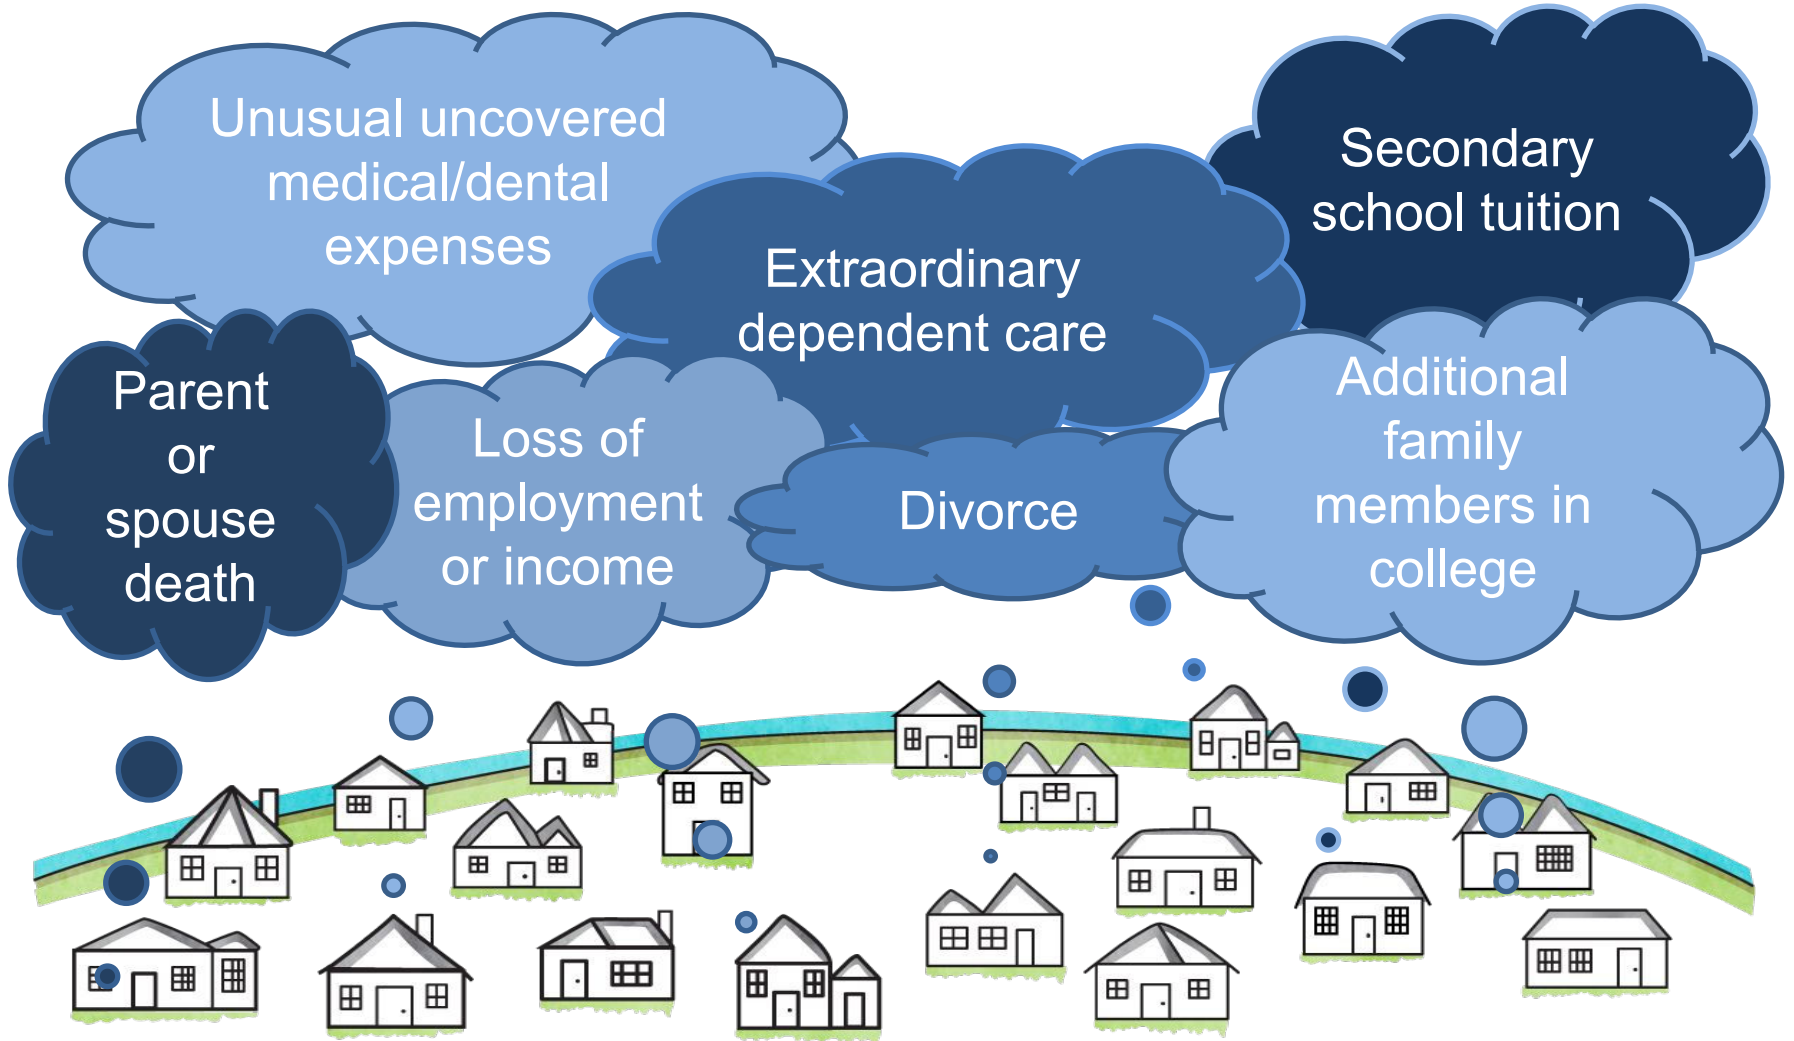 Unusual uncovered
medical/dental
expenses
Secondary
school tuition
Extraordinary
dependent care
Parent
or
spouse
death
Loss of
employment
or income
Divorce
Additional
family
members in
college